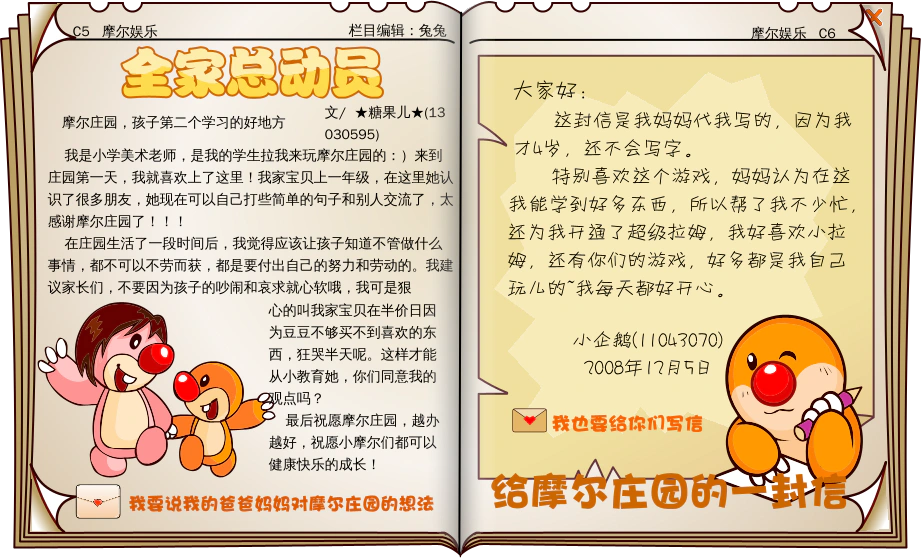 C5 摩尔娱乐
栏目编辑：兔兔
全家总动员
摩尔庄园，孩子第二个学习的好地方
文/ ★糖果儿★(13
030595)
我是小学美术老师，是我的学生拉我来玩摩尔庄园的：）来到
庄园第一天，我就喜欢上了这里！我家宝贝上一年级，在这里她认
识了很多朋友，她现在可以自己打些简单的句子和别人交流了，太
感谢摩尔庄园了！！！
在庄园生活了一段时间后，我觉得应该让孩子知道不管做什么
事情，都不可以不劳而获，都是要付出自己的努力和劳动的。我建
议家长们，不要因为孩子的吵闹和哀求就心软哦，我可是狠
心的叫我家宝贝在半价日因
为豆豆不够买不到喜欢的东
西，狂哭半天呢。这样才能
从小教育她，你们同意我的
观点吗？
最后祝愿摩尔庄园，越办
越好，祝愿小摩尔们都可以
健康快乐的成长！
我要说我的爸爸妈妈对摩尔庄园的想法
摩尔娱乐 C6
大家好：
这封信是我妈妈代我写的，因为我
才4岁，还不会写字。
特别喜欢这个游戏，妈妈认为在这
我能学到好多东西，所以帮了我不少忙，
还为我开通了超级拉姆，我好喜欢小拉
姆，还有你们的游戏，好多都是我自己
玩儿的~我每天都好开心。
小企鹅(11043070)
2008年12月5日
我也要给你们写信
给摩尔庄园的一封信